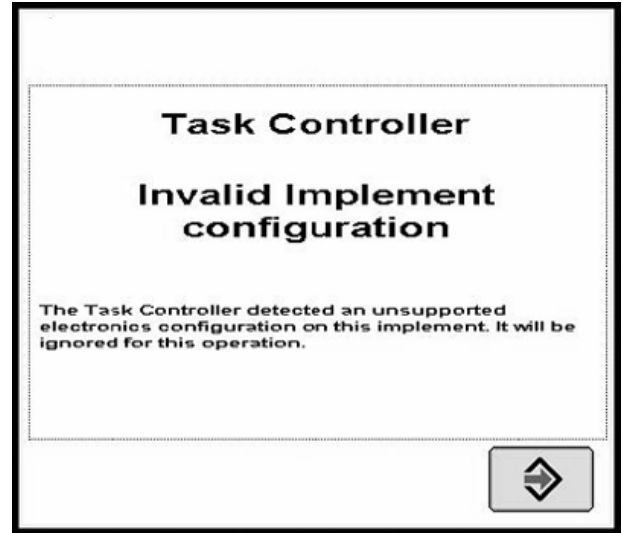 Task Controller
Invalid Implement
configuration
The Task Controller detected an unsupported
electronics configuration on this implement. It will be
ignored for this operation.